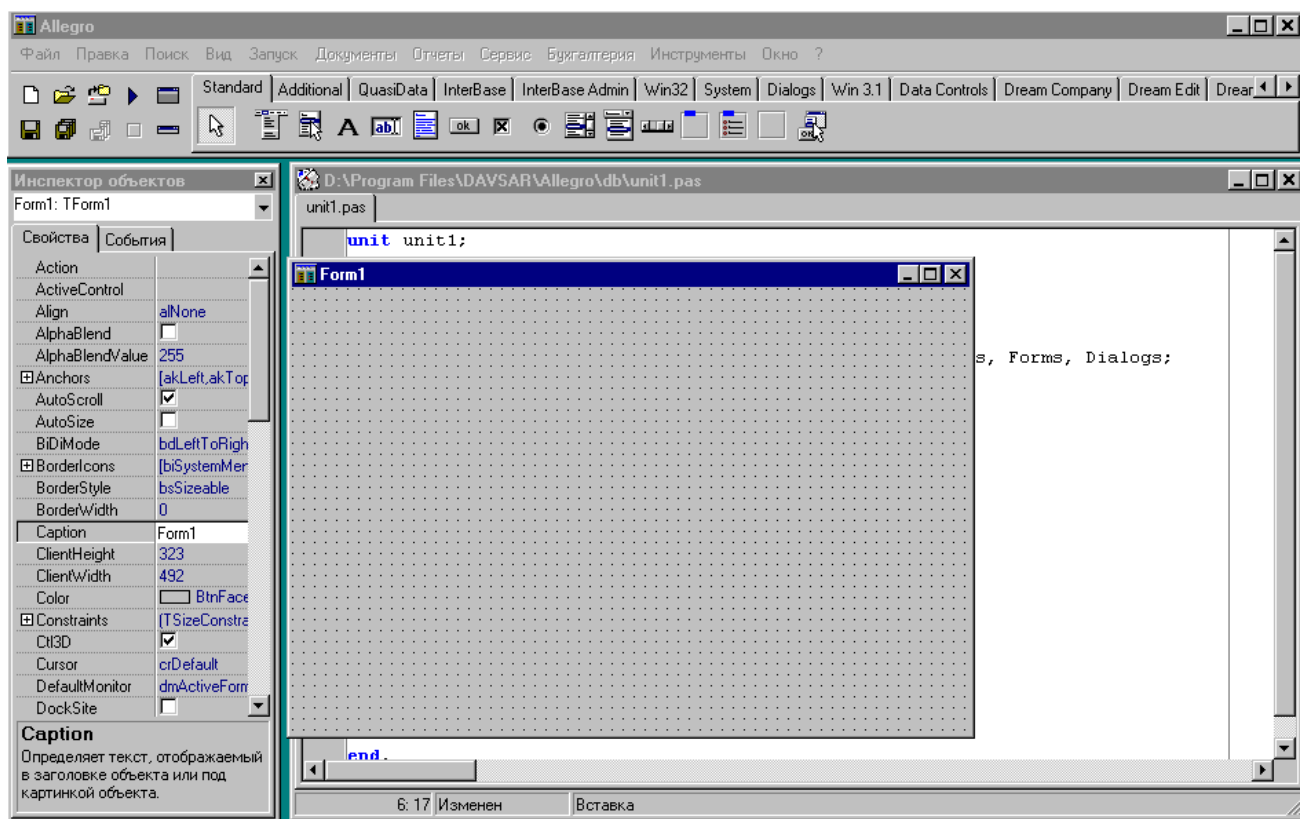 Allegro
Файл Правка Поиск Вид Запуск Документы Отчеты Сервис Бухгалтерия Инструменты Окно ?
Standard Additional QuasiData InterBase InterBase Admin Win32 System Dialogs Win 3.1 Data Controls Dream Company Dream Edit Drear
A ab ok OK
Инспектор объектов
Form1: TForm1
Свойства События
Action
ActiveControl
Align alNone
AlphaBlend
AlphaBlendValue 255
Anchors [akLeft,akTop
AutoScroll
AutoSize
BiDiMode bdLeftToRigh
BorderIcons [biSystemMer
BorderStyle bsSizeable
BorderWidth 0
Caption Form1
ClientHeight 323
ClientWidth 492
Color BtnFace
Constraints (TSizeConstra
Ctl3D
Cursor crDefault
DefaultMonitor dmActiveForm
DockSite
Caption
Определяет текст, отображаемый
в заголовке объекта или под
картинкой объекта.
D:\Program Files\DAVSAR\Allegro\db\unit1.pas
unit1.pas
unit unit1;
Form1
s, Forms, Dialogs;
end.
6: 17 Изменен Вставка